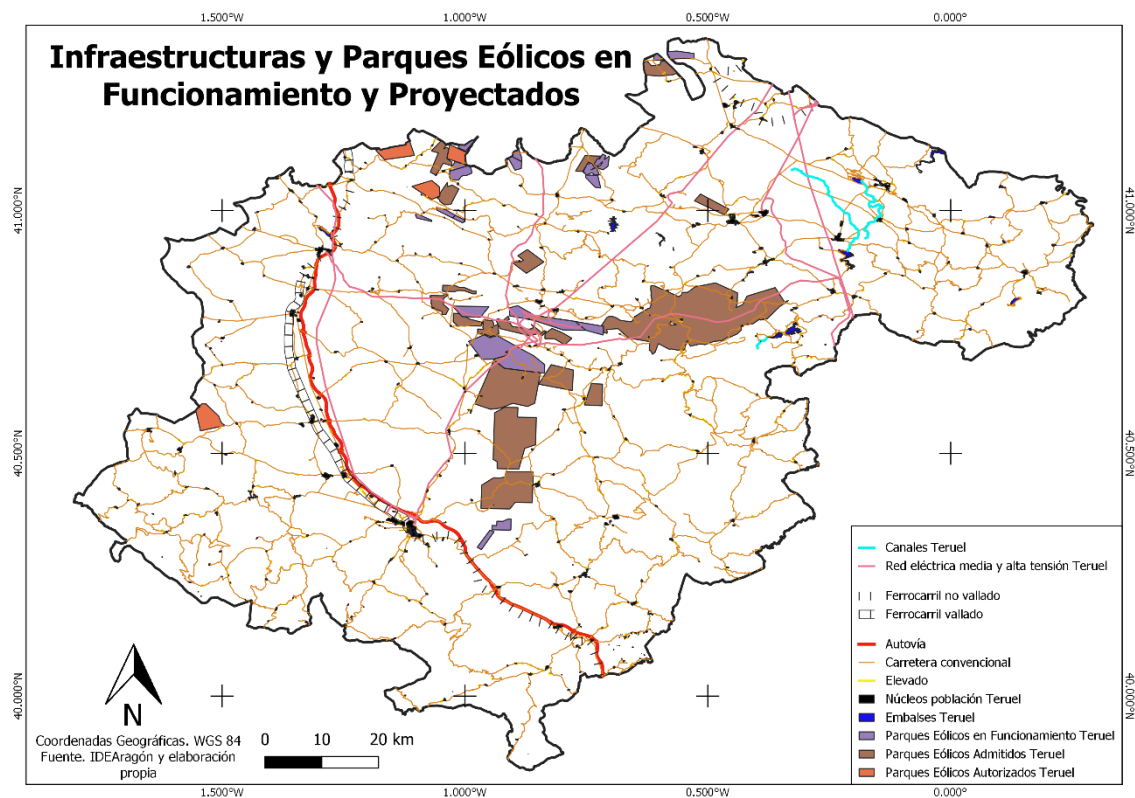 1.500°W 1.000°W 0.500°W 0.000°
Infraestructuras y Parques Eólicos en
Funcionamiento y Proyectados
41.000°N 41.000°N
40.500°N 40.500°N
40.000°N 40.000°N
Canales Teruel
Red eléctrica media y alta tensión Teruel
Ferrocarril no vallado
Ferrocarril vallado
Autovía
Carretera convencional
Elevado
Núcleos población Teruel
Embalses Teruel
Parques Eólicos en Funcionamiento Teruel
Parques Eólicos Admitidos Teruel
Parques Eólicos Autorizados Teruel
N
Coordenadas Geográficas. WGS 84
Fuente. IDEAragón y elaboración
propia
0 10 20 km
1.500°W 1.000°W 0.500°W 0.000°